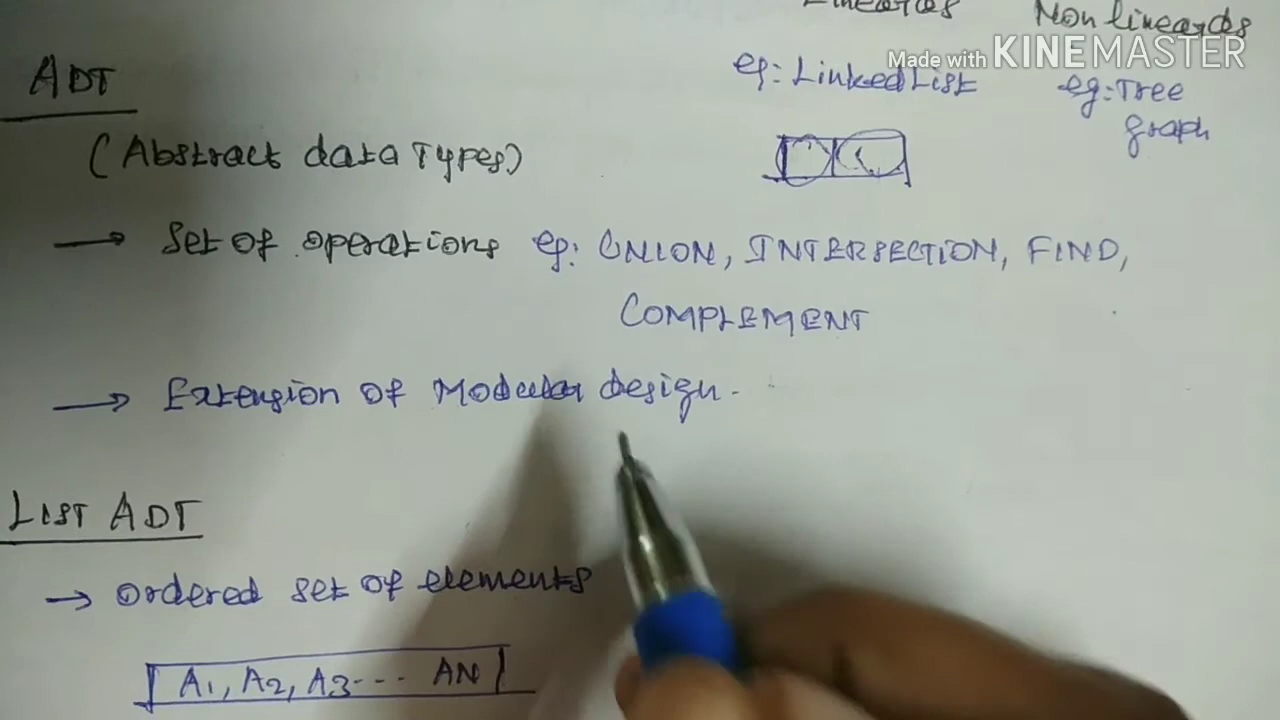 Linear ds Non linear ds
Made with KINEMASTER
ADT
eg: Linked List eg: Tree
graph
(Abstract data Types)
→ Set of operations eg: UNION, INTERSECTION, FIND,
COMPLEMENT
→ Extension of Modular design.
LIST ADT
→ Ordered set of elements
A1, A2, A3--- AN